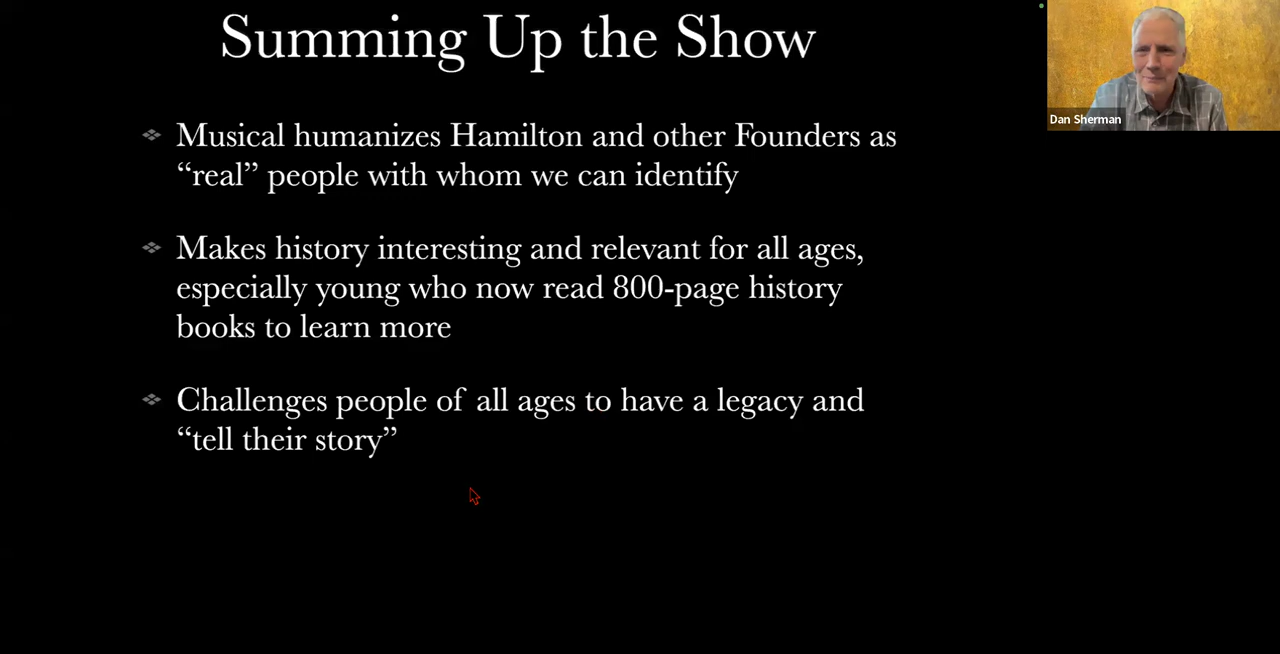 Summing Up the Show
Musical humanizes Hamilton and other Founders as
“real” people with whom we can identify
Makes history interesting and relevant for all ages,
especially young who now read 800-page history
books to learn more
Challenges people of all ages to have a legacy and
“tell their story”
Dan Sherman